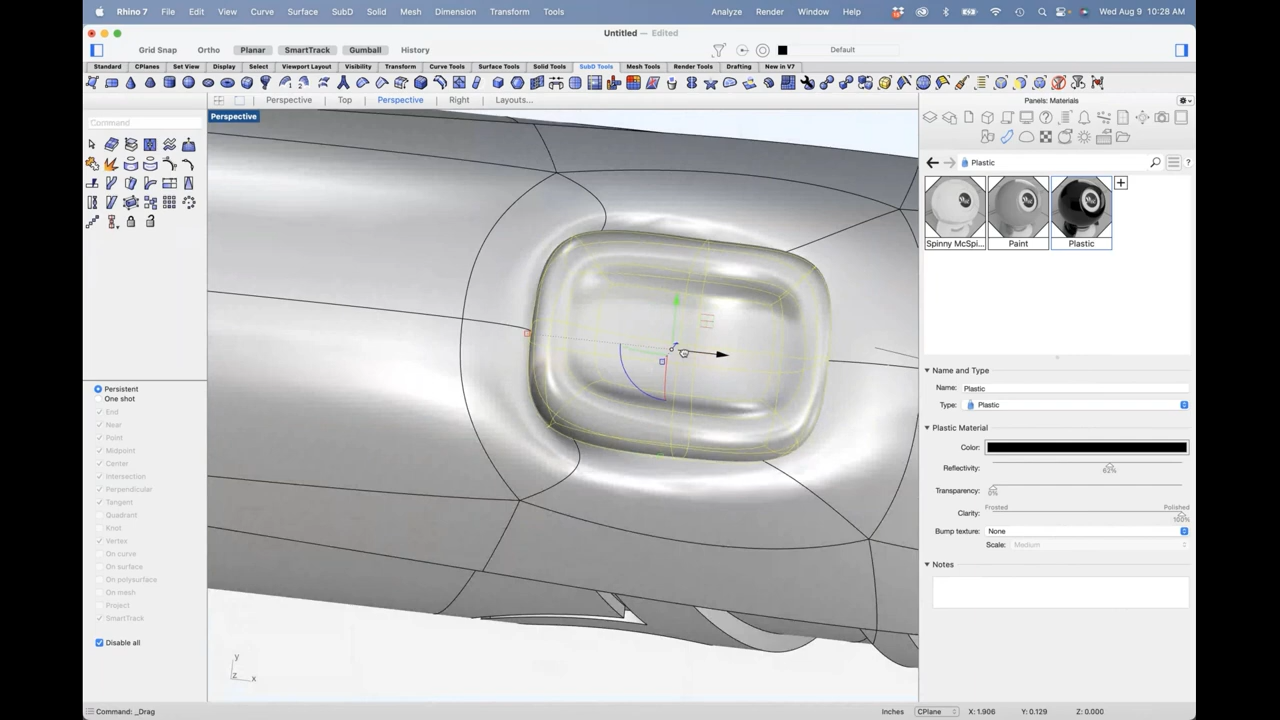 Rhino 7 File Edit View Curve Surface SubD Solid Mesh Dimension Transform Tools Analyze Render Window Help Wed Aug 9 10:28 AM
Untitled — Edited
Grid Snap Ortho Planar SmartTrack Gumball History Default
Standard CPlanes Set View Display Select Viewport Layout Visibility Transform Curve Tools Surface Tools Solid Tools SubD Tools Mesh Tools Render Tools Drafting New in V7
Perspective Top Perspective Right Layouts...
Panels: Materials
Perspective
Command
Plastic
?
Spinny McSpi... Paint Plastic
Name and Type
Name: Plastic
Type: Plastic
Plastic Material
Color:
Reflectivity:
Transparency:
0%
Frosted Polished
Clarity:
100%
Bump texture: None
Scale: Medium
Notes
Persistent
One shot
End
Near
Point
Midpoint
Center
Intersection
Perpendicular
Tangent
Quadrant
Knot
Vertex
On curve
On surface
On polysurface
On mesh
Project
SmartTrack
Disable all
y
z x
Command: _Drag Inches CPlane X: 1.906 Y: 0.129 Z: 0.000